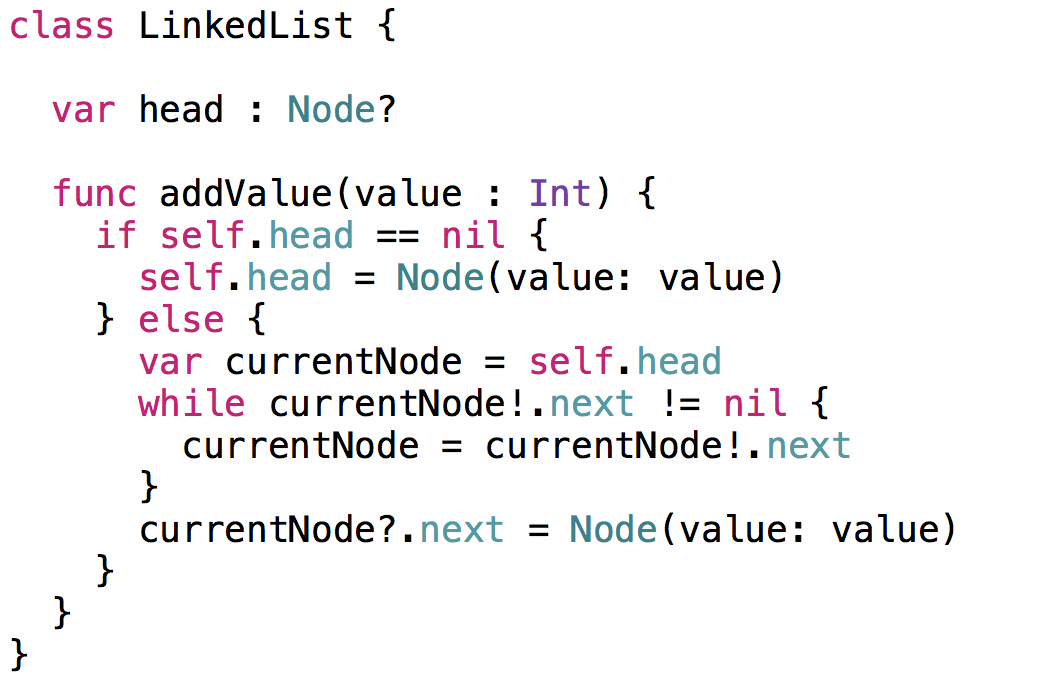 class LinkedList {
  var head : Node?
  func addValue(value : Int) {
    if self.head == nil {
      self.head = Node(value: value)
    } else {
      var currentNode = self.head
      while currentNode!.next != nil {
        currentNode = currentNode!.next
      }
      currentNode?.next = Node(value: value)
    }
  }
}